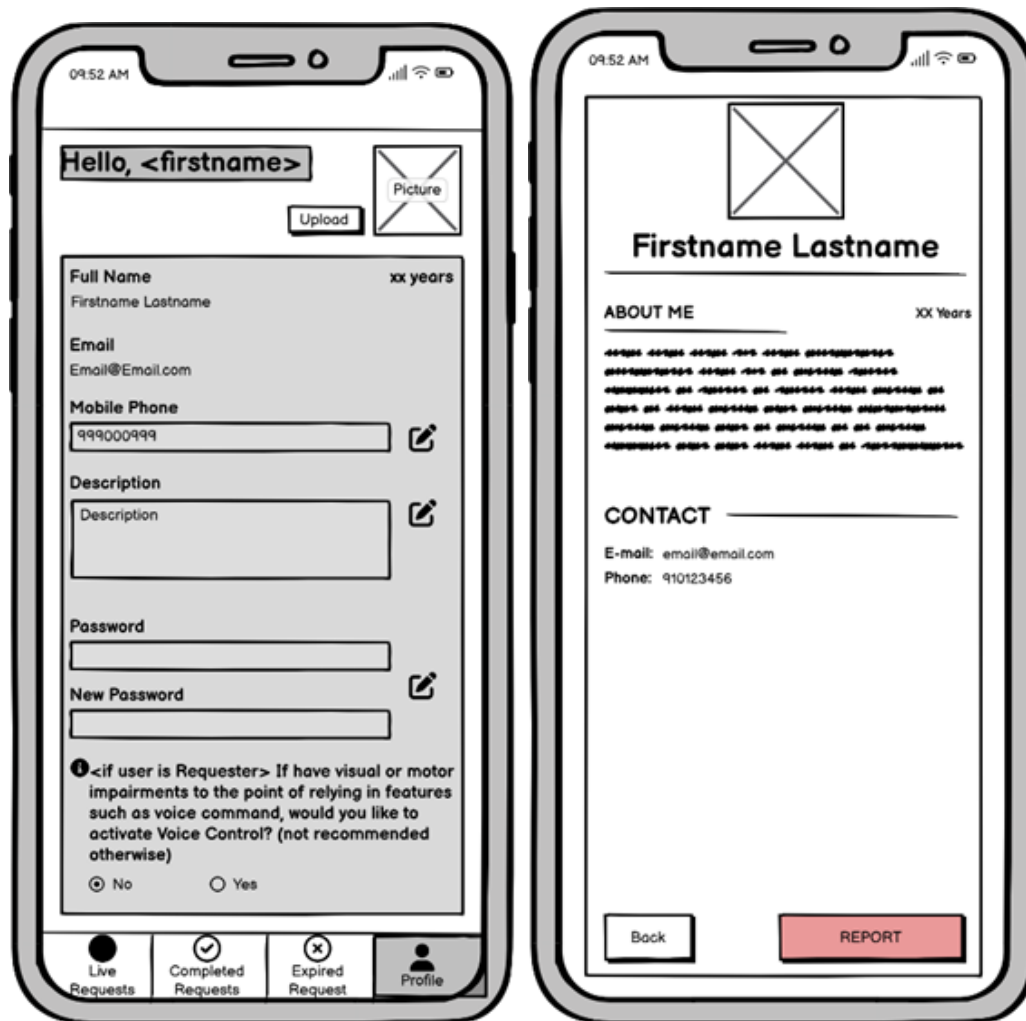 09:52 AM
Hello, <firstname>
Picture
Upload
Full Name xx years
Firstname Lastname
Email
Email@Email.com
Mobile Phone
999000999
Description
Description
Password
New Password
<if user is Requester> If have visual or motor
impairments to the point of relying in features
such as voice command, would you like to
activate Voice Control? (not recommended
otherwise)
No Yes
Live
Requests
Completed
Requests
Expired
Request
Profile
09:52 AM
Firstname Lastname
ABOUT ME XX Years
CONTACT
E-mail: email@email.com
Phone: 910123456
Back REPORT